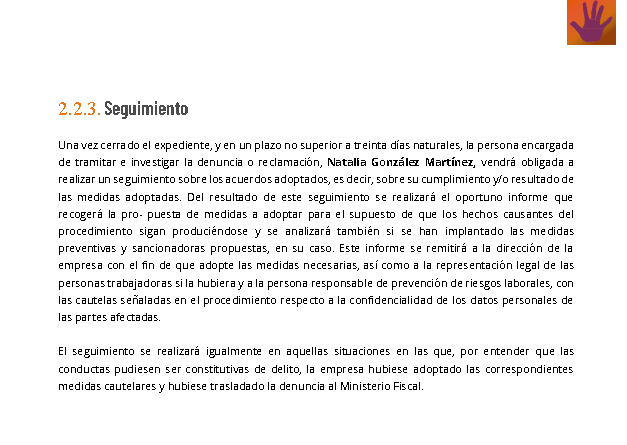 2.2.3. Seguimiento
Una vez cerrado el expediente, y en un plazo no superior a treinta días naturales, la persona encargada
de tramitar e investigar la denuncia o reclamación, Natalia González Martínez, vendrá obligada a
realizar un seguimiento sobre los acuerdos adoptados, es decir, sobre su cumplimiento y/o resultado de
las medidas adoptadas. Del resultado de este seguimiento se realizará el oportuno informe que
recogerá la pro- puesta de medidas a adoptar para el supuesto de que los hechos causantes del
procedimiento sigan produciéndose y se analizará también si se han implantado las medidas
preventivas y sancionadoras propuestas, en su caso. Este informe se remitirá a la dirección de la
empresa con el fin de que adopte las medidas necesarias, así como a la representación legal de las
personas trabajadoras si la hubiera y a la persona responsable de prevención de riesgos laborales, con
las cautelas señaladas en el procedimiento respecto a la confidencialidad de los datos personales de
las partes afectadas.
El seguimiento se realizará igualmente en aquellas situaciones en las que, por entender que las
conductas pudiesen ser constitutivas de delito, la empresa hubiese adoptado las correspondientes
medidas cautelares y hubiese trasladado la denuncia al Ministerio Fiscal.